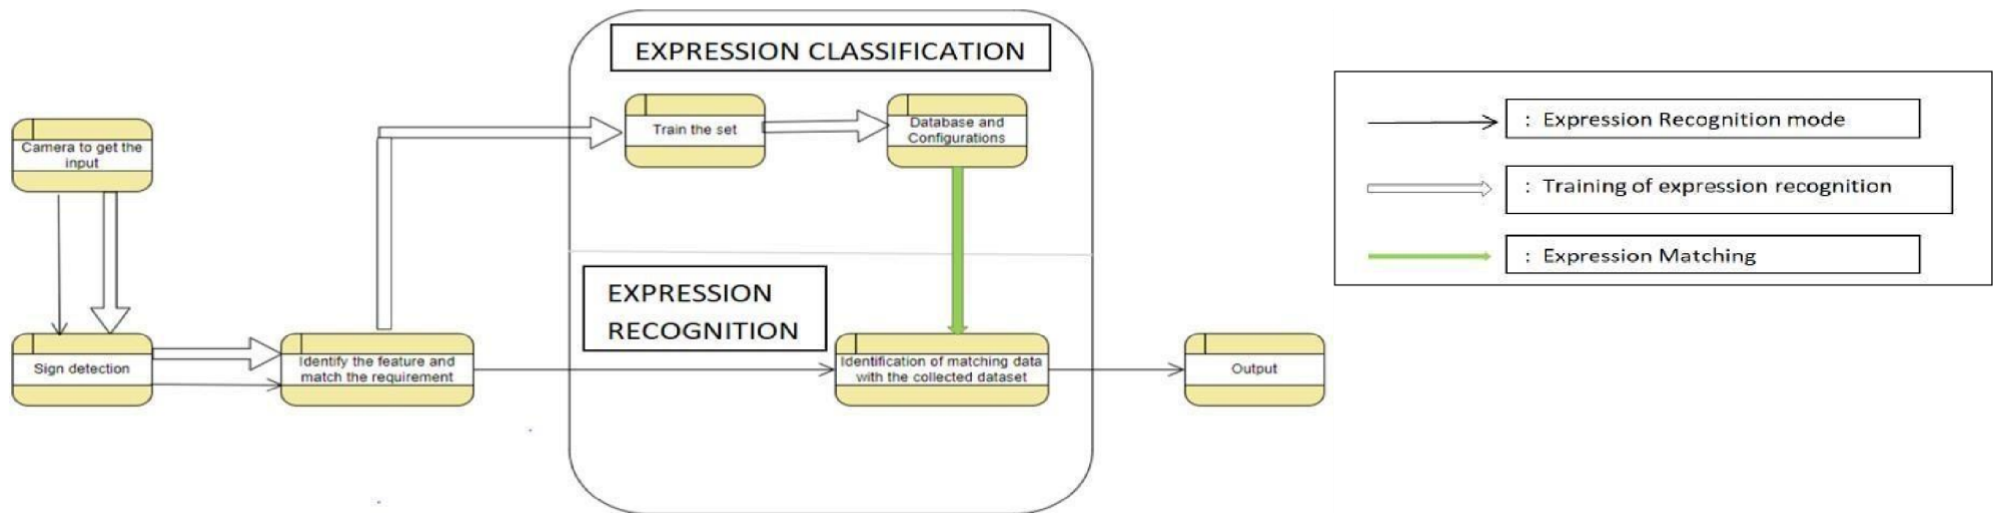 EXPRESSION CLASSIFICATION
Camera to get the
input
Train the set
Database and
Configurations
EXPRESSION
RECOGNITION
Sign detection
Identify the feature and
match the requirement
Identification of matching data
with the collected dataset
Output
: Expression Recognition mode
: Training of expression recognition
: Expression Matching